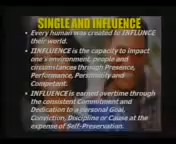 SINGLE AND INFLUENCE
• Every human was created to INFLUNCE
their world.
• INFLUENCE is the capacity to impact
one's environment, people and
circumstances through Presence,
Performance, Personality and
Competent.
• INFLUENCE is earned overtime through
the consistent Commitment and
Dedication to a personal Goal,
Conviction, Discipline or Cause at the
expense of Self-Preservation.